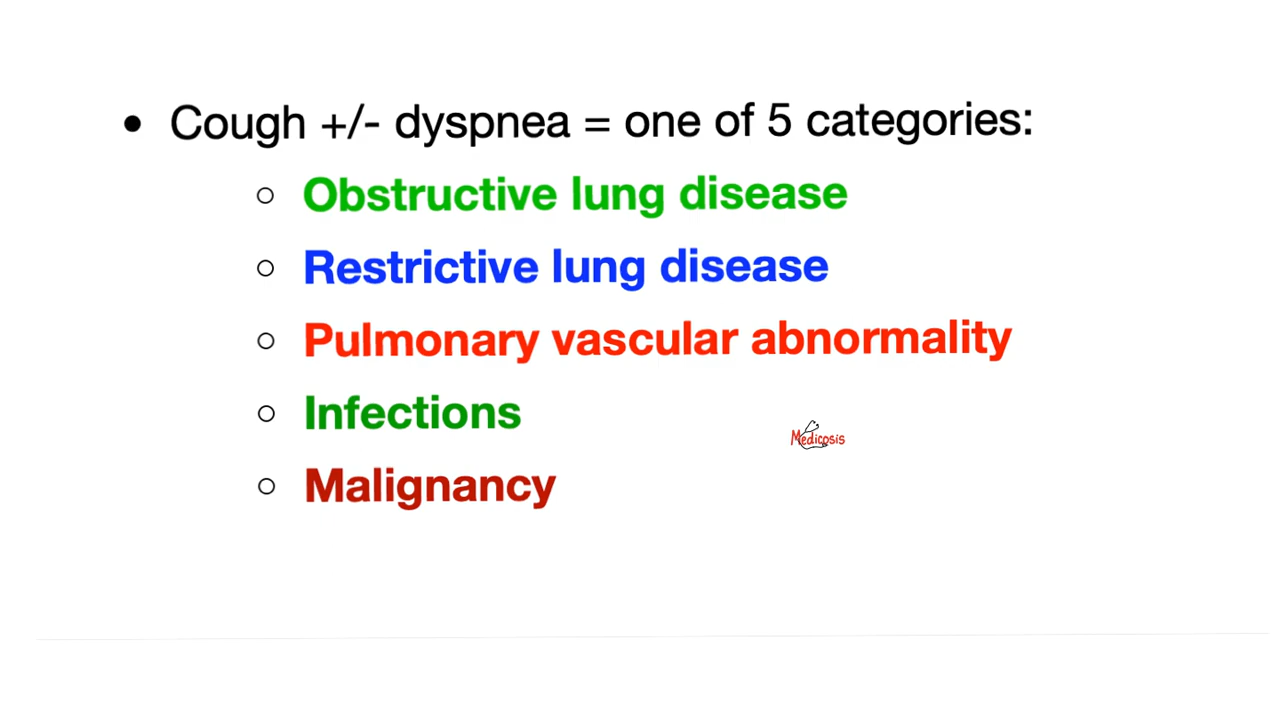 • Cough +/- dyspnea = one of 5 categories:
○ Obstructive lung disease
○ Restrictive lung disease
○ Pulmonary vascular abnormality
○ Infections
Medicosis
○ Malignancy